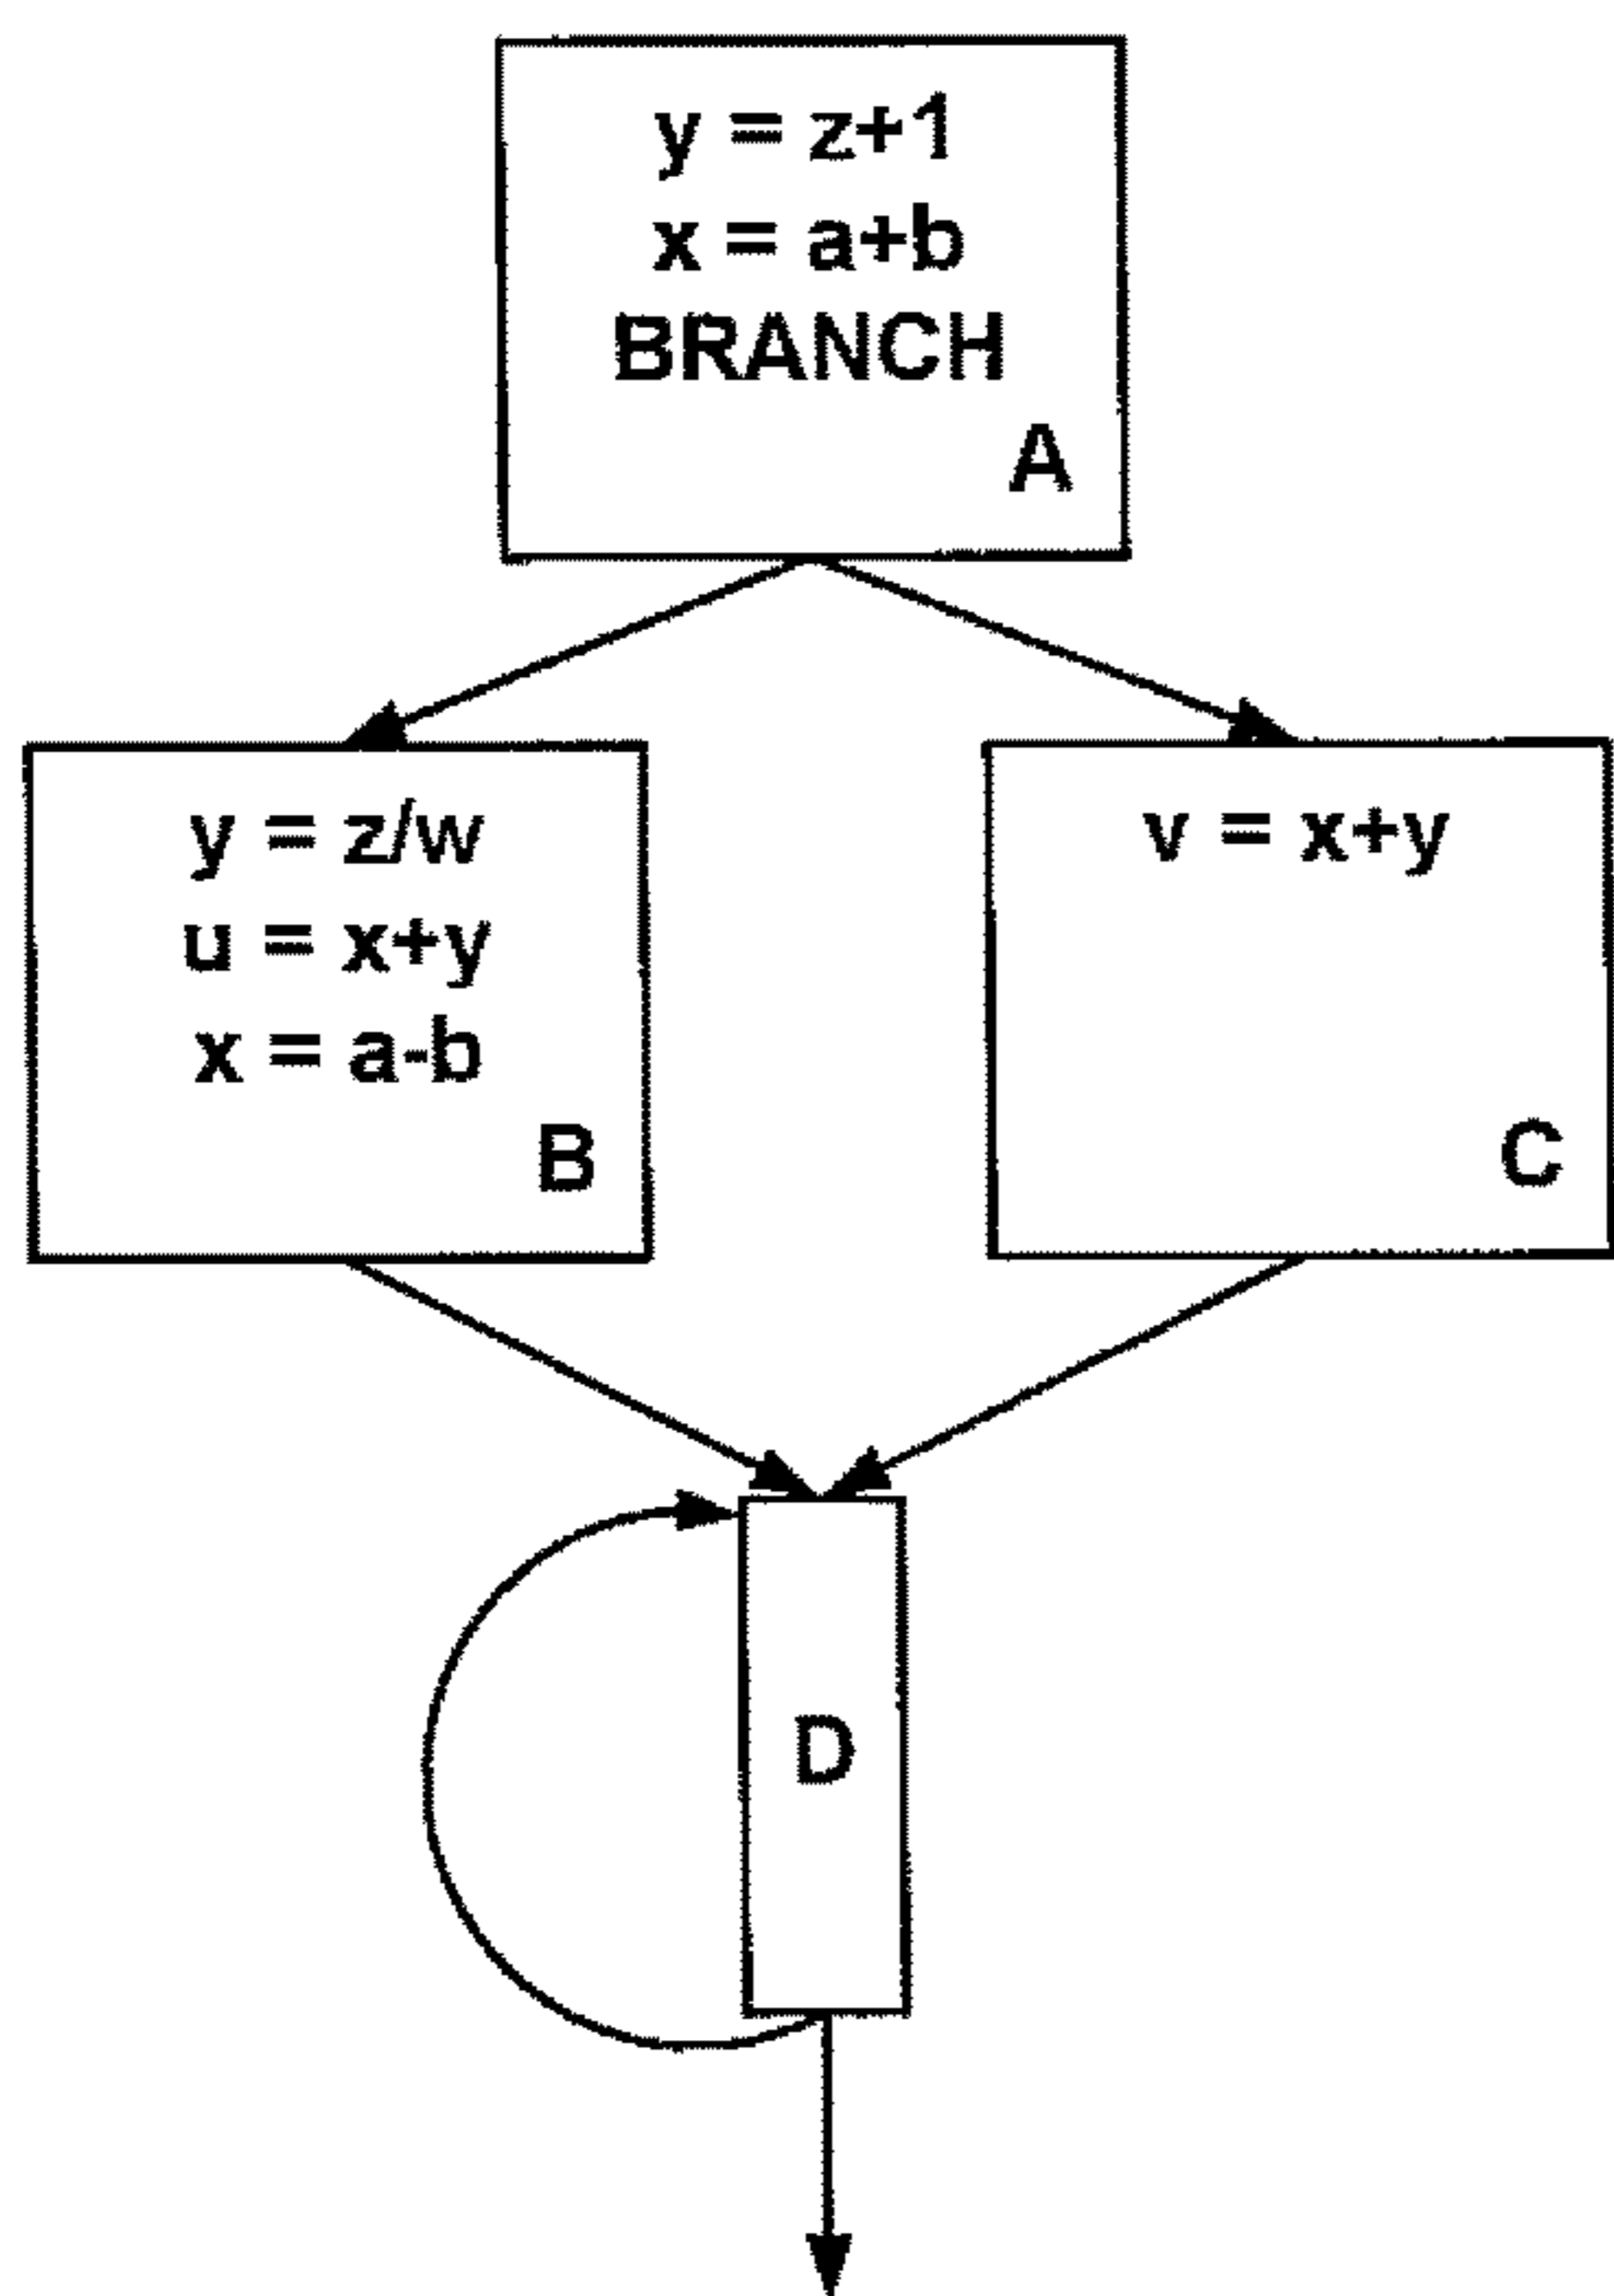 y = z+1
x = a+b
BRANCH
A
y = z/w
u = x+y
x = a-b
B
v = x+y
C
D